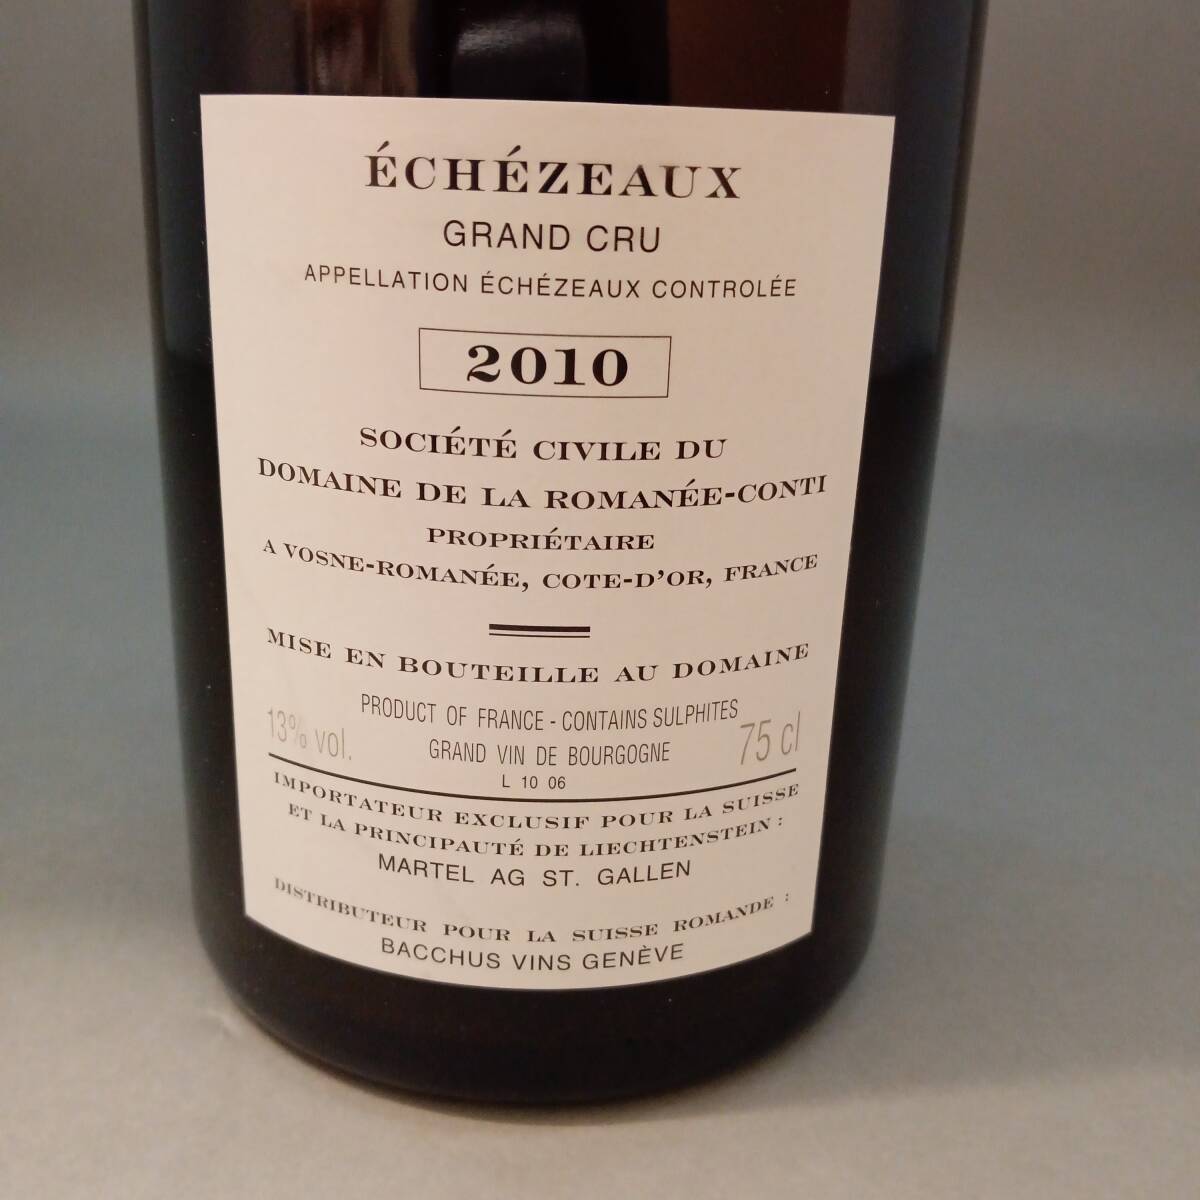 ÉCHÉZEAUX
GRAND CRU
APPELLATION ÉCHÉZEAUX CONTROLÉE
2010
SOCIÉTÉ CIVILE DU
DOMAINE DE LA ROMANÉE-CONTI
PROPRIÉTAIRE
A VOSNE-ROMANÉE, COTE-D'OR, FRANCE
MISE EN BOUTEILLE AU DOMAINE
PRODUCT OF FRANCE - CONTAINS SULPHITES
13% vol. GRAND VIN DE BOURGOGNE 75 cl
L 10 06
IMPORTATEUR EXCLUSIF POUR LA SUISSE
ET LA PRINCIPAUTÉ DE LIECHTENSTEIN :
MARTEL AG ST. GALLEN
DISTRIBUTEUR POUR LA SUISSE ROMANDE :
BACCHUS VINS GENÈVE